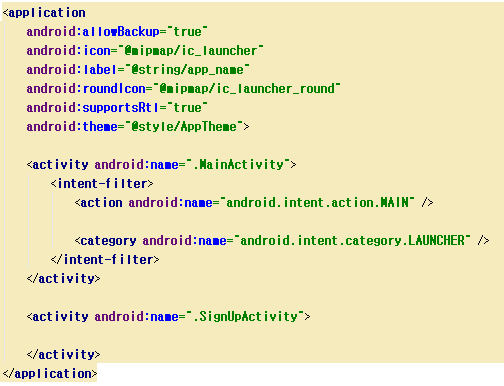 <application
    android:allowBackup="true"
    android:icon="@mipmap/ic_launcher"
    android:label="@string/app_name"
    android:roundIcon="@mipmap/ic_launcher_round"
    android:supportsRtl="true"
    android:theme="@style/AppTheme">
    <activity android:name=".MainActivity">
        <intent-filter>
            <action android:name="android.intent.action.MAIN" />
            <category android:name="android.intent.category.LAUNCHER" />
        </intent-filter>
    </activity>
    <activity android:name=".SignUpActivity">
    </activity>
</application>